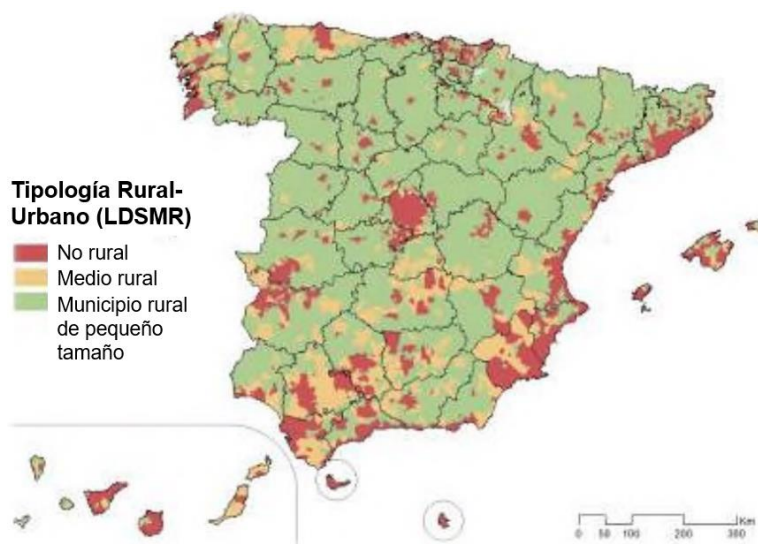 Tipología Rural-
Urbano (LDSMR)
No rural
Medio rural
Municipio rural
de pequeño
tamaño
0 50 100 200 300
Km